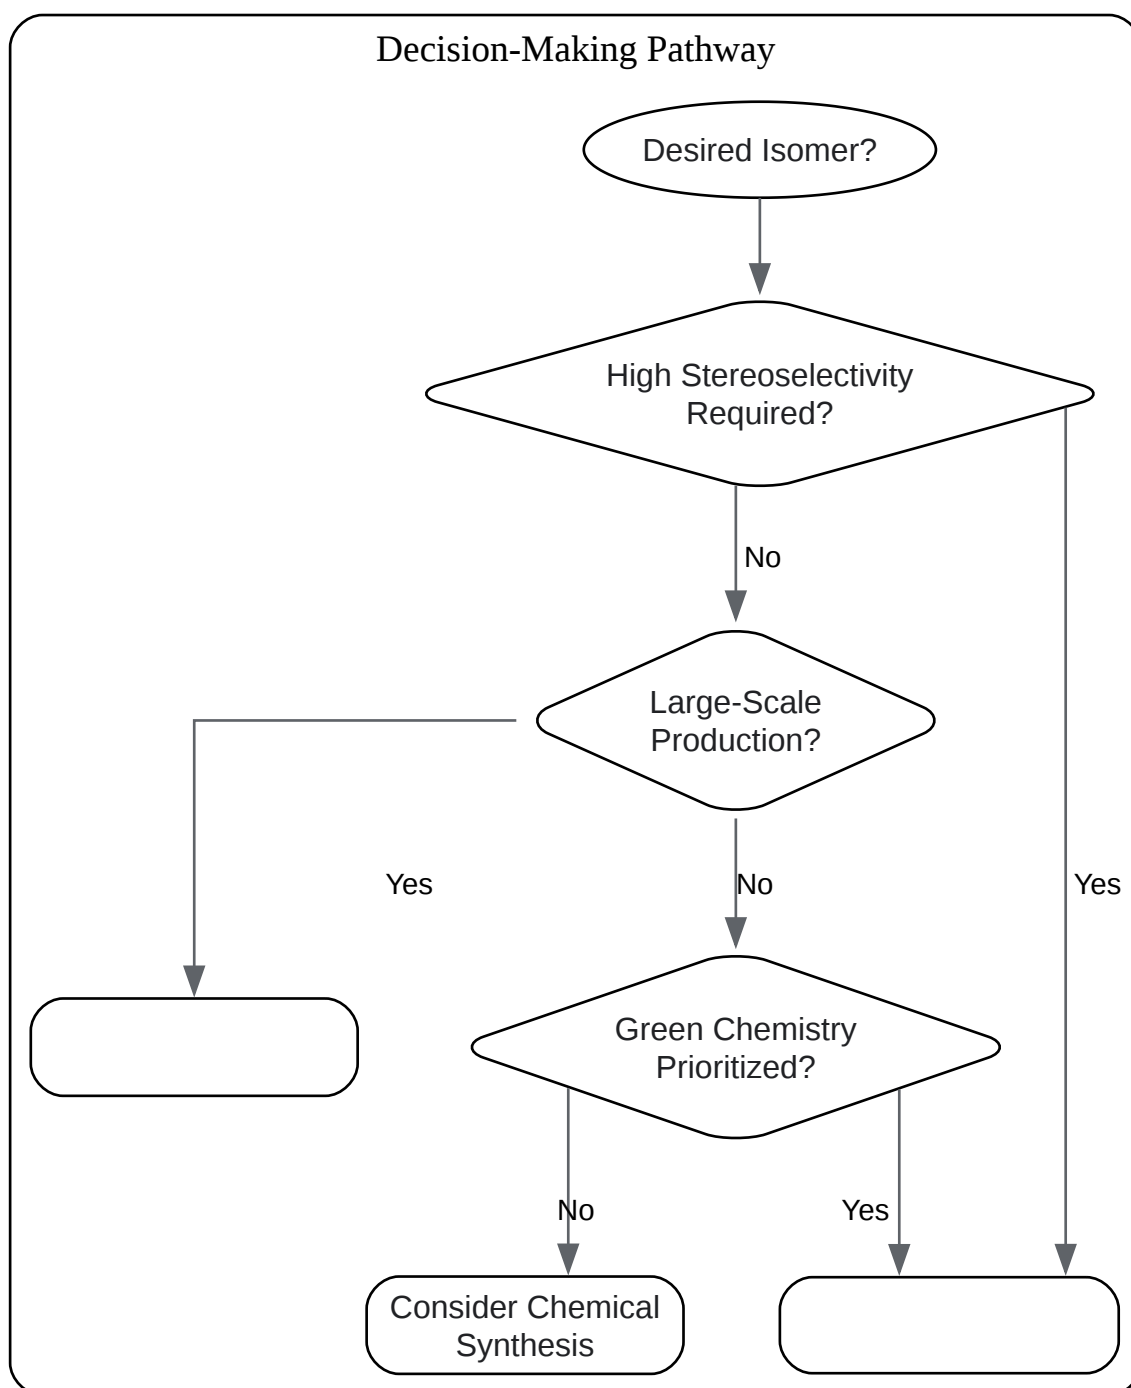 Decision-Making Pathway
Desired Isomer?
High Stereoselectivity
Required?
No
Large-Scale
Production?
Yes
No
Yes
Green Chemistry
Prioritized?
No
Yes
Consider Chemical
Synthesis